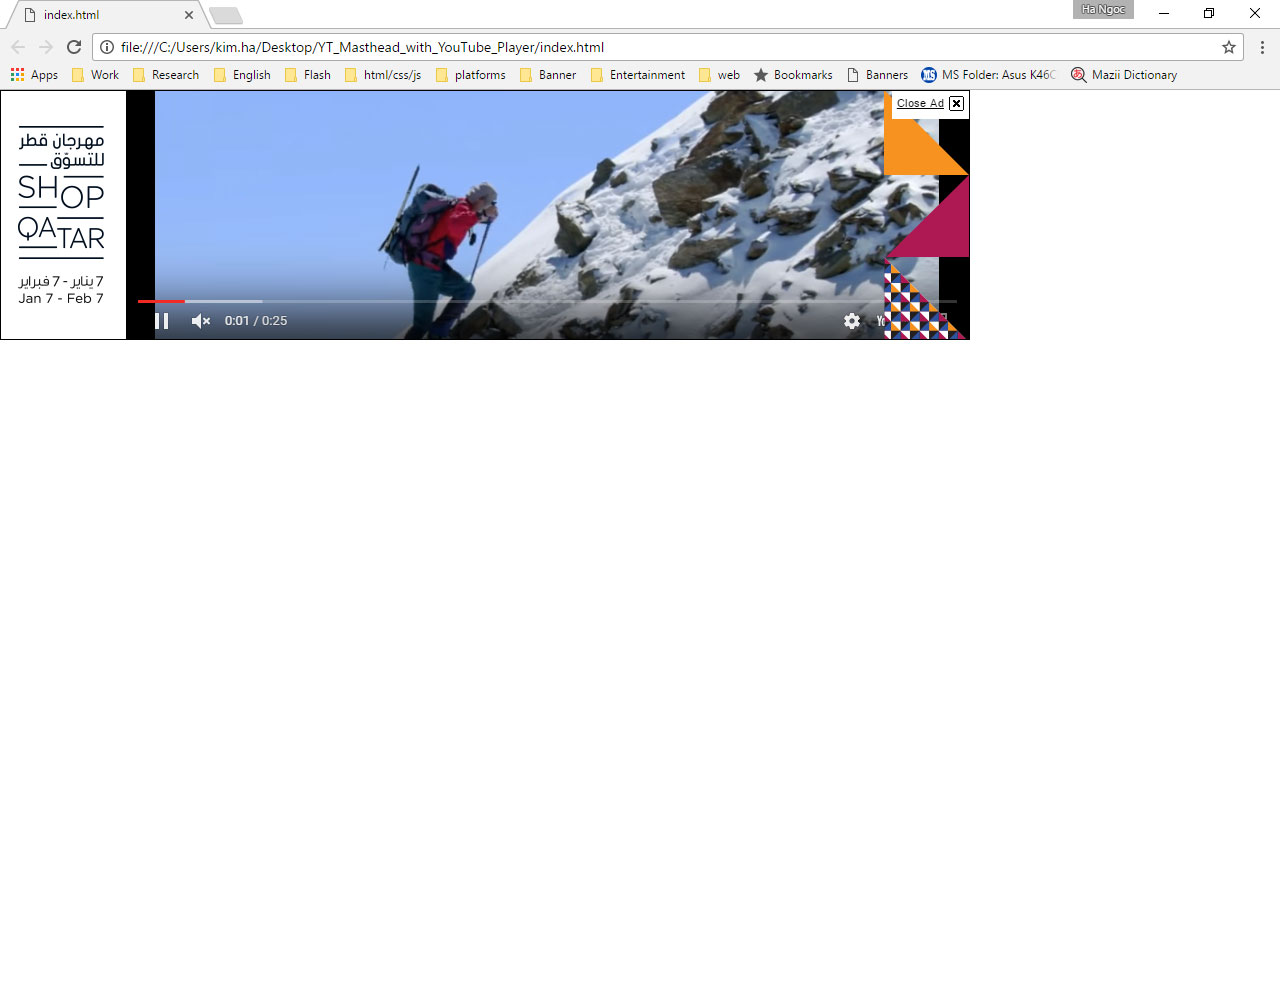 index.html
Ha Ngoc
file:///C:/Users/kim.ha/Desktop/YT_Masthead_with_YouTube_Player/index.html
Apps Work Research English Flash html/css/js platforms Banner Entertainment web Bookmarks Banners MS Folder: Asus K46C Mazii Dictionary
Close Ad
مهرجان قطر
للتسوّق
SHOP
QATAR
7 يناير - 7 فبراير
Jan 7 - Feb 7
0:01 / 0:25